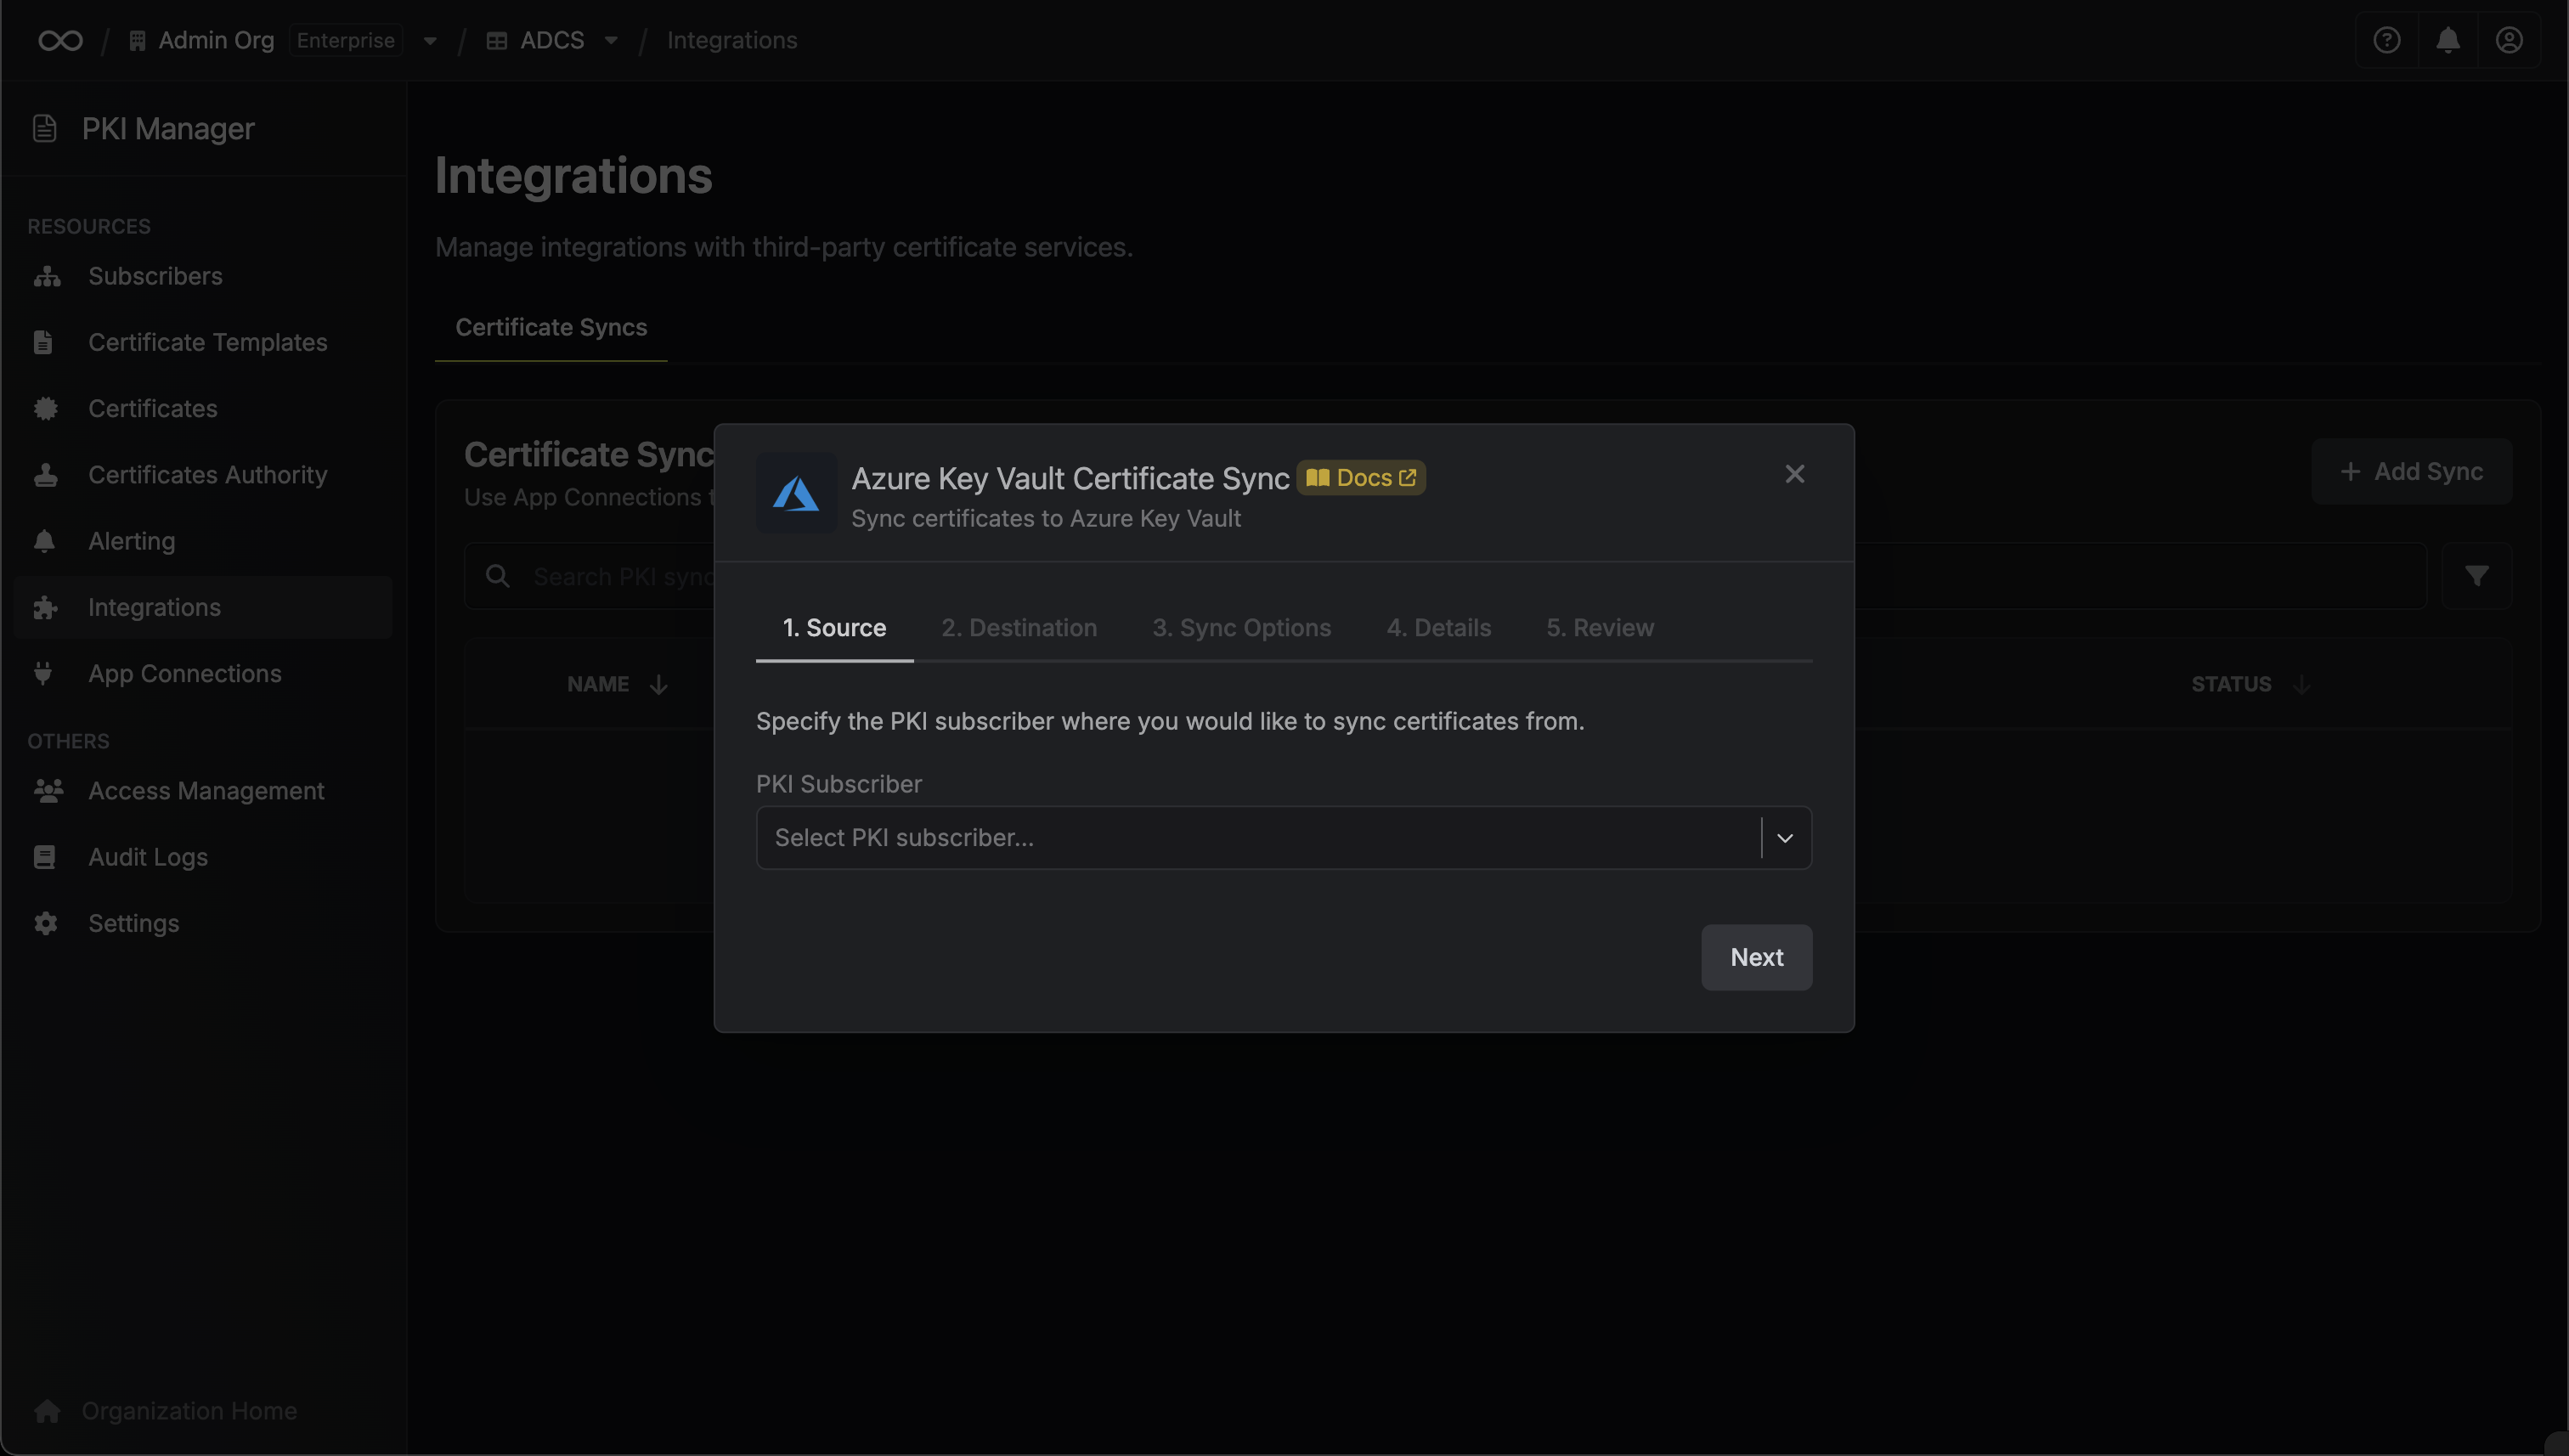 Admin Org Enterprise ADCS Integrations
PKI Manager
RESOURCES
Subscribers
Certificate Templates
Certificates
Certificates Authority
Alerting
Integrations
App Connections
OTHERS
Access Management
Audit Logs
Settings
Organization Home
Integrations
Manage integrations with third-party certificate services.
Certificate Syncs
Certificate Sync
Use App Connections
+ Add Sync
Search PKI sync
NAME
STATUS
Azure Key Vault Certificate Sync Docs
Sync certificates to Azure Key Vault
1. Source 2. Destination 3. Sync Options 4. Details 5. Review
Specify the PKI subscriber where you would like to sync certificates from.
PKI Subscriber
Select PKI subscriber...
Next